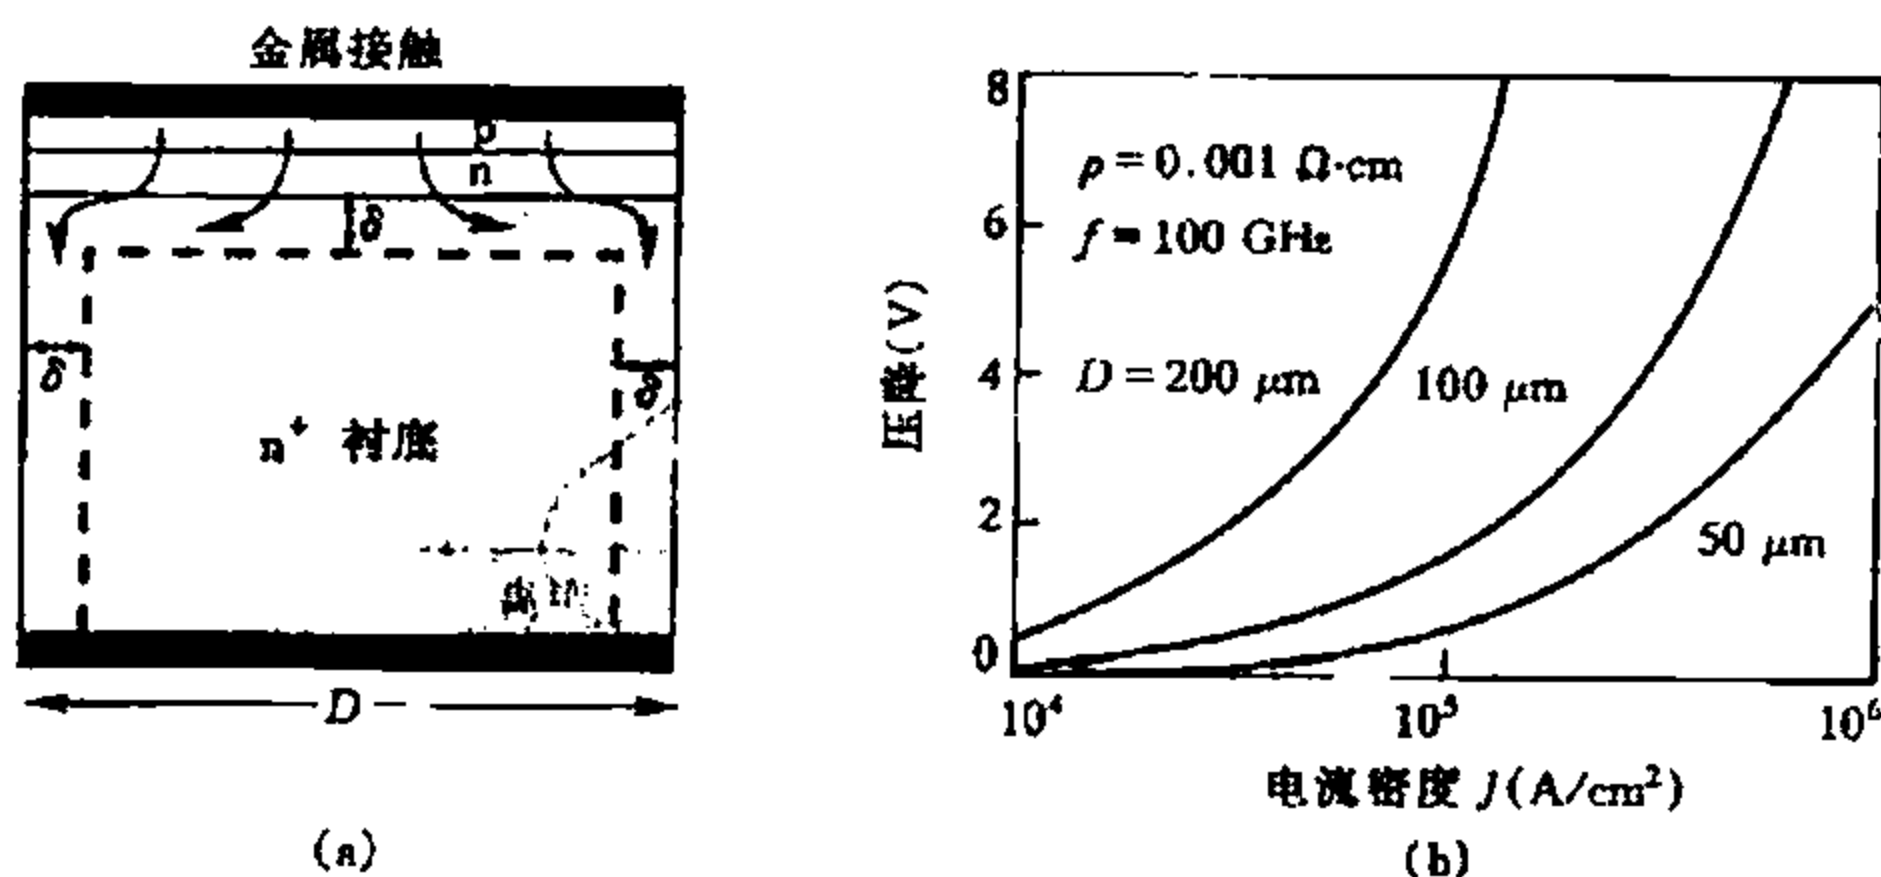 金属接触
p
n
δ
δ
δ
n⁺ 衬底
D
(a)
8
6
4
2
0
ρ = 0.001 Ω·cm
f = 100 GHz
D = 200 μm
100 μm
50 μm
压降(V)
10⁴
10⁵
10⁶
电流密度 J(A/cm²)
(b)